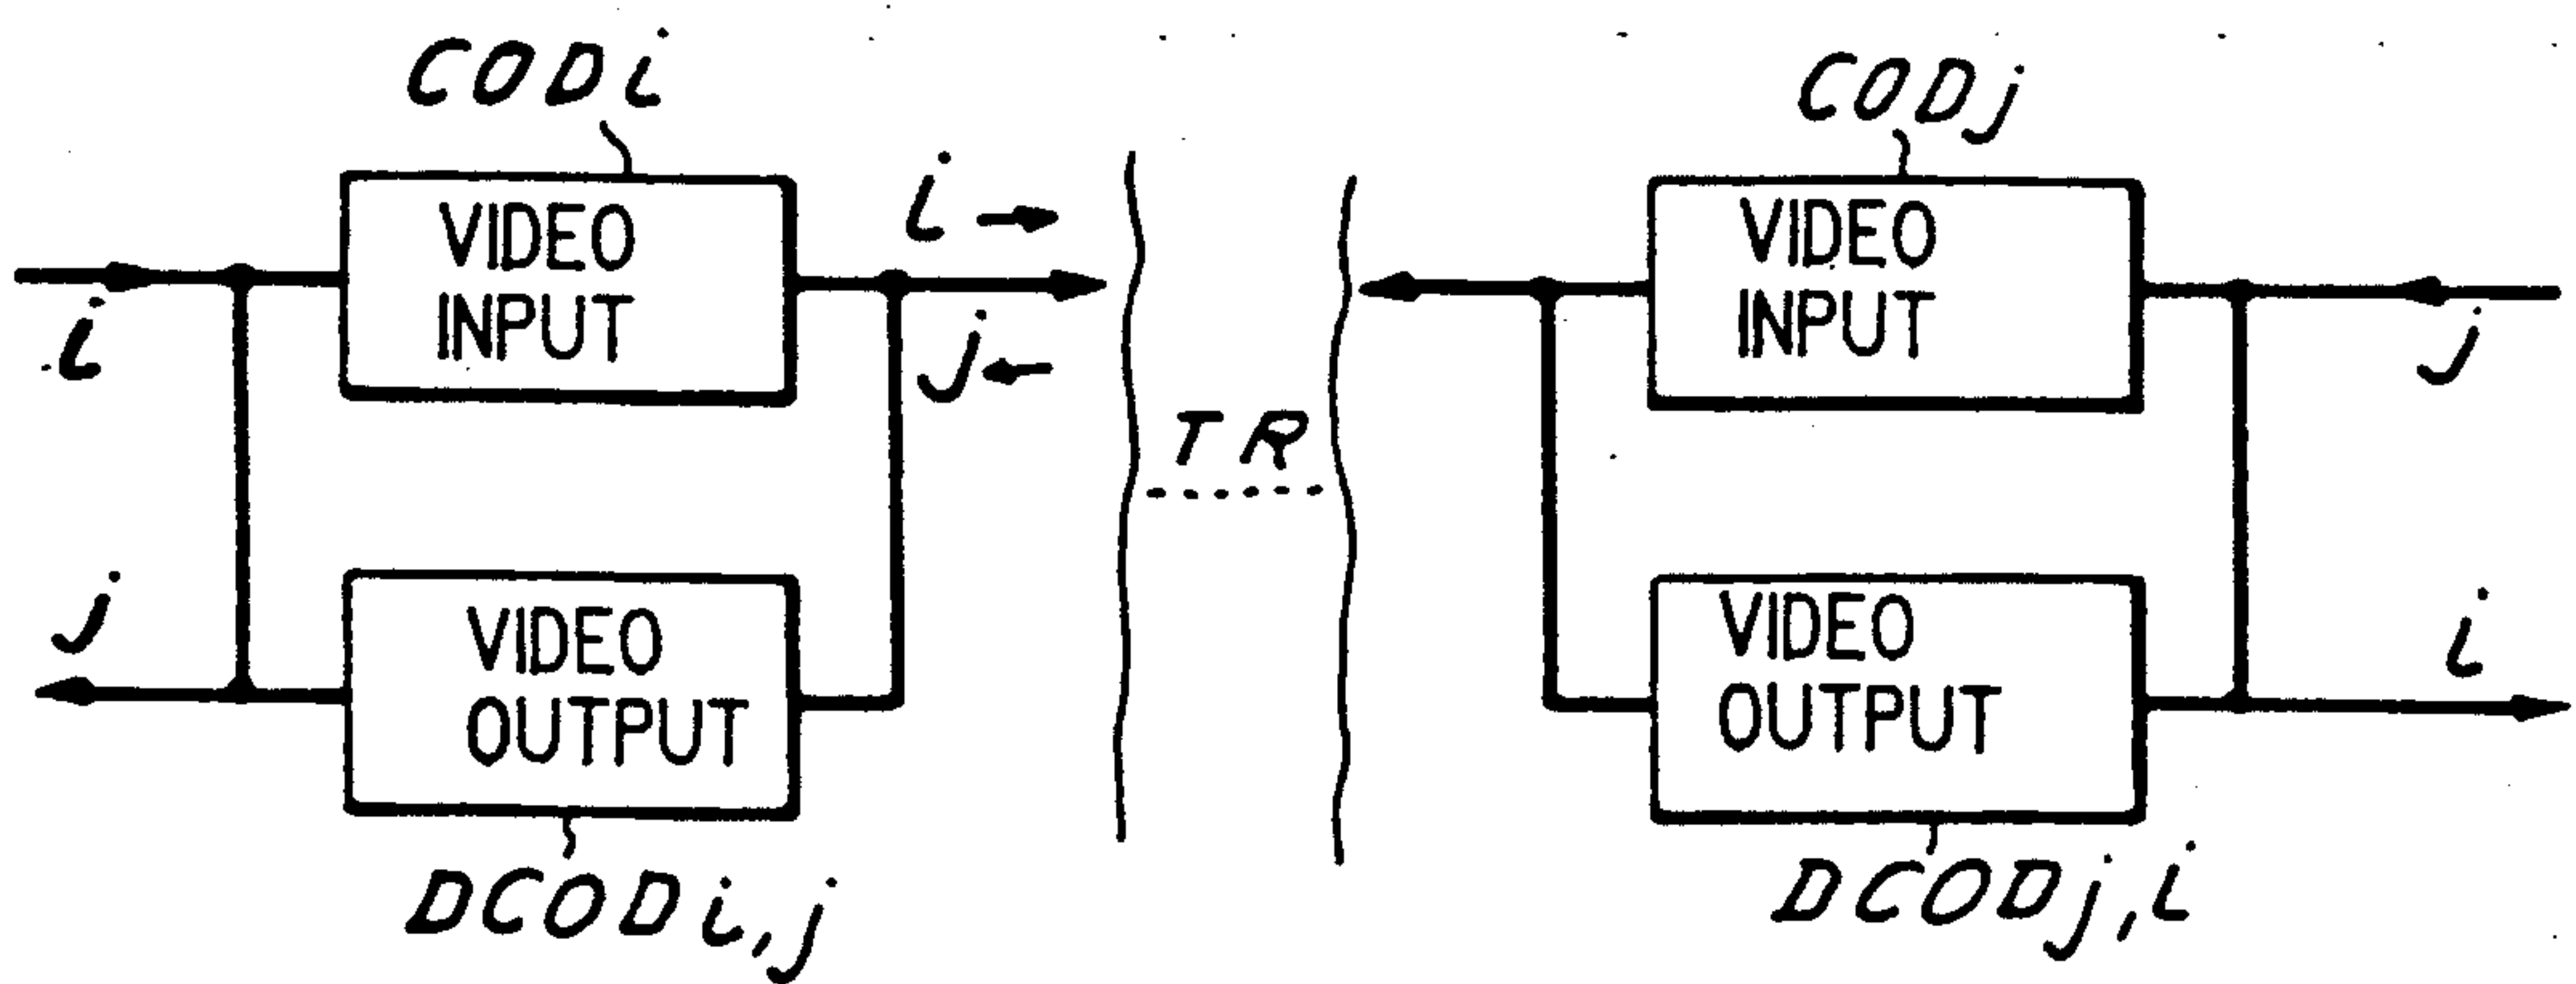 CODi
CODj
VIDEO
INPUT
i
VIDEO
INPUT
i
j
j
TR
VIDEO
OUTPUT
j
VIDEO
OUTPUT
i
DCODi,j
DCODj,i